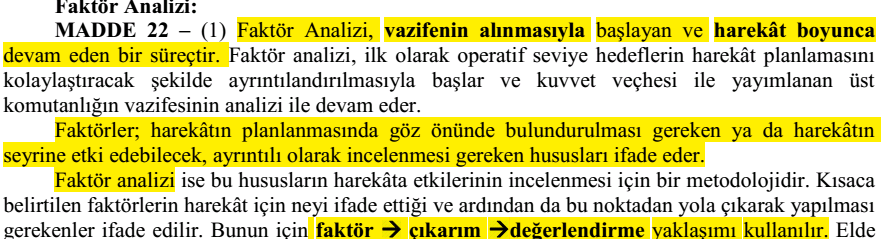 Faktör Analizi:
MADDE 22 – (1) Faktör Analizi, vazifenin alınmasıyla başlayan ve harekât boyunca
devam eden bir süreçtir. Faktör analizi, ilk olarak operatif seviye hedeflerin harekât planlamasını
kolaylaştıracak şekilde ayrıntılandırılmasıyla başlar ve kuvvet veçhesi ile yayımlanan üst
komutanlığın vazifesinin analizi ile devam eder.
Faktörler; harekâtın planlanmasında göz önünde bulundurulması gereken ya da harekâtın
seyrine etki edebilecek, ayrıntılı olarak incelenmesi gereken hususları ifade eder.
Faktör analizi ise bu hususların harekâta etkilerinin incelenmesi için bir metodolojidir. Kısaca
belirtilen faktörlerin harekât için neyi ifade ettiği ve ardından da bu noktadan yola çıkarak yapılması
gerekenler ifade edilir. Bunun için faktör → çıkarım →değerlendirme yaklaşımı kullanılır. Elde